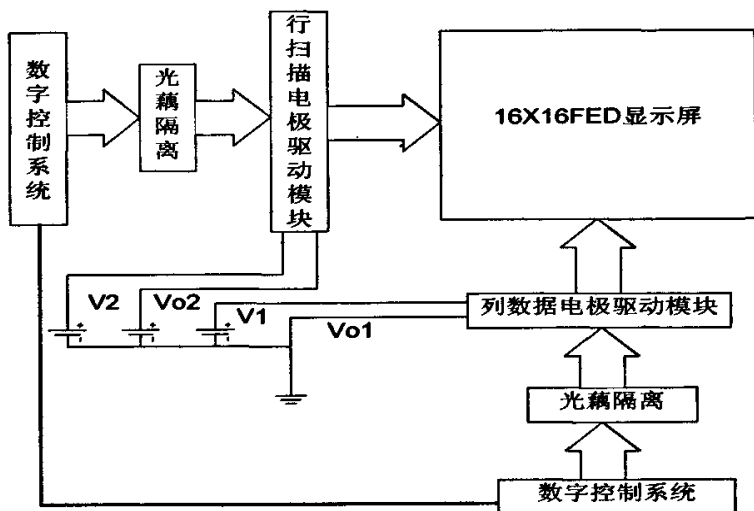 数字控制系统
光藕隔离
行扫描电极驱动模块
16X16FED显示屏
V2
Vo2
V1
Vo1
列数据电极驱动模块
光藕隔离
数字控制系统